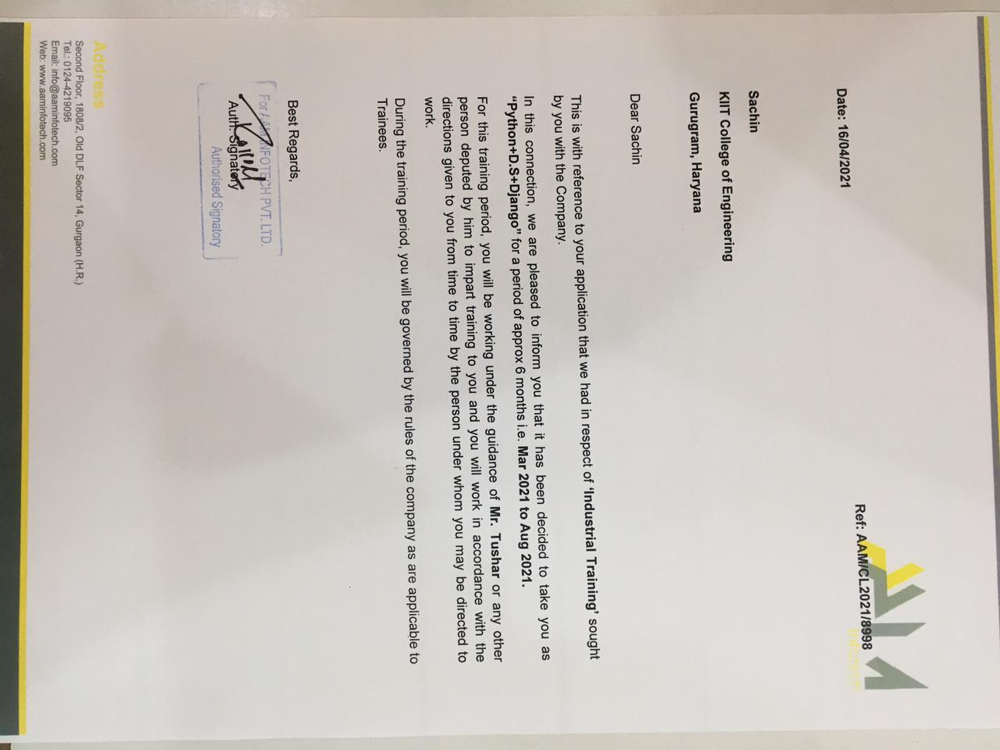 Ref: AAM/CL2021/8998
Infotech
Date: 16/04/2021
Sachin
KIIT College of Engineering
Gurugram, Haryana
Dear Sachin
This is with reference to your application that we had in respect of ‘Industrial Training’ sought
by you with the Company.
In this connection, we are pleased to inform you that it has been decided to take you as
“Python+D.S+Django” for a period of approx 6 months i.e. Mar 2021 to Aug 2021.
For this training period, you will be working under the guidance of Mr. Tushar or any other
person deputed by him to impart training to you and you will work in accordance with the
directions given to you from time to time by the person under whom you may be directed to
work.
During the training period, you will be governed by the rules of the company as are applicable to
Trainees.
Best Regards,
For AAM INFOTECH PVT. LTD.
Auth. Signatory
Authorised Signatory
Address
Second Floor, 1808/2, Old DLF Sector 14, Gurgaon (H.R.)
Tel.: 0124-4219095
Email: info@aaminfotech.com
Web: www.aaminfotech.com